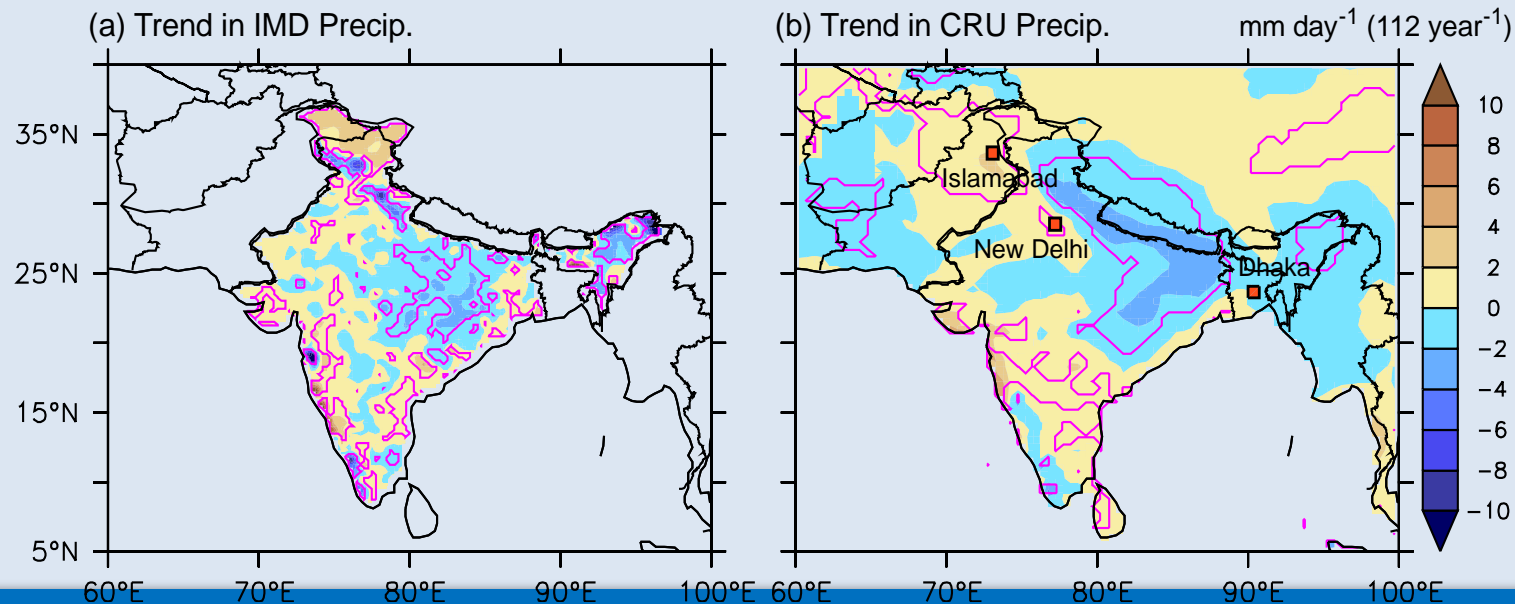 (a) Trend in IMD Precip.
(b) Trend in CRU Precip.
mm day⁻¹ (112 year⁻¹)
35°N
25°N
15°N
5°N
60°E 70°E 80°E 90°E 100°E
60°E 70°E 80°E 90°E 100°E
Islamabad
New Delhi
Dhaka
10
8
6
4
2
0
−2
−4
−6
−8
−10